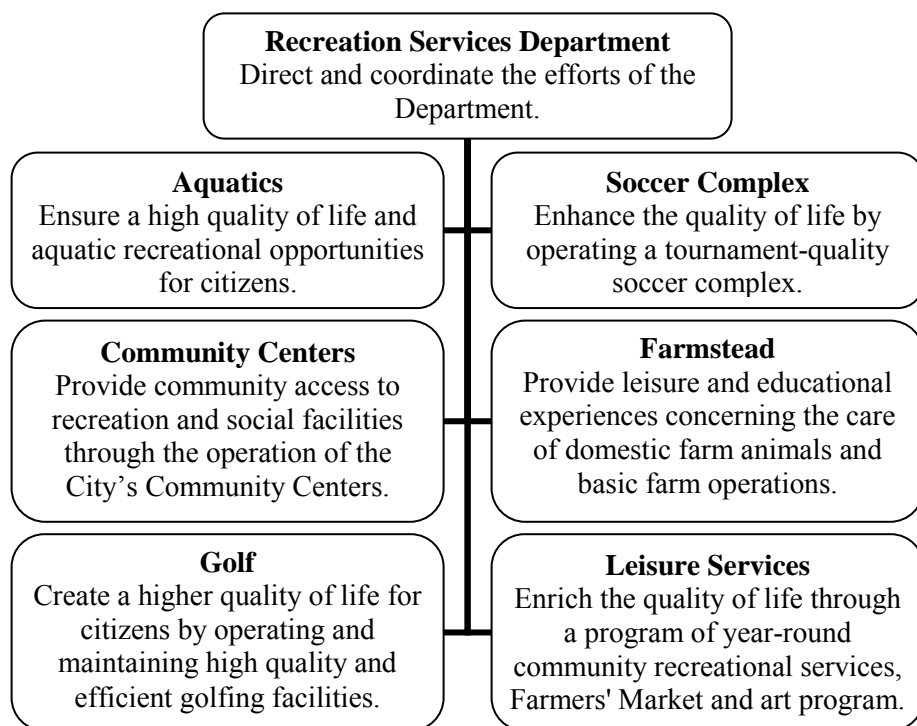 Recreation Services Department
Direct and coordinate the efforts of the
Department.
Aquatics
Ensure a high quality of life and
aquatic recreational opportunities
for citizens.
Soccer Complex
Enhance the quality of life by
operating a tournament-quality
soccer complex.
Community Centers
Provide community access to
recreation and social facilities
through the operation of the
City’s Community Centers.
Farmstead
Provide leisure and educational
experiences concerning the care
of domestic farm animals and
basic farm operations.
Golf
Create a higher quality of life for
citizens by operating and
maintaining high quality and
efficient golfing facilities.
Leisure Services
Enrich the quality of life through
a program of year-round
community recreational services,
Farmers' Market and art program.